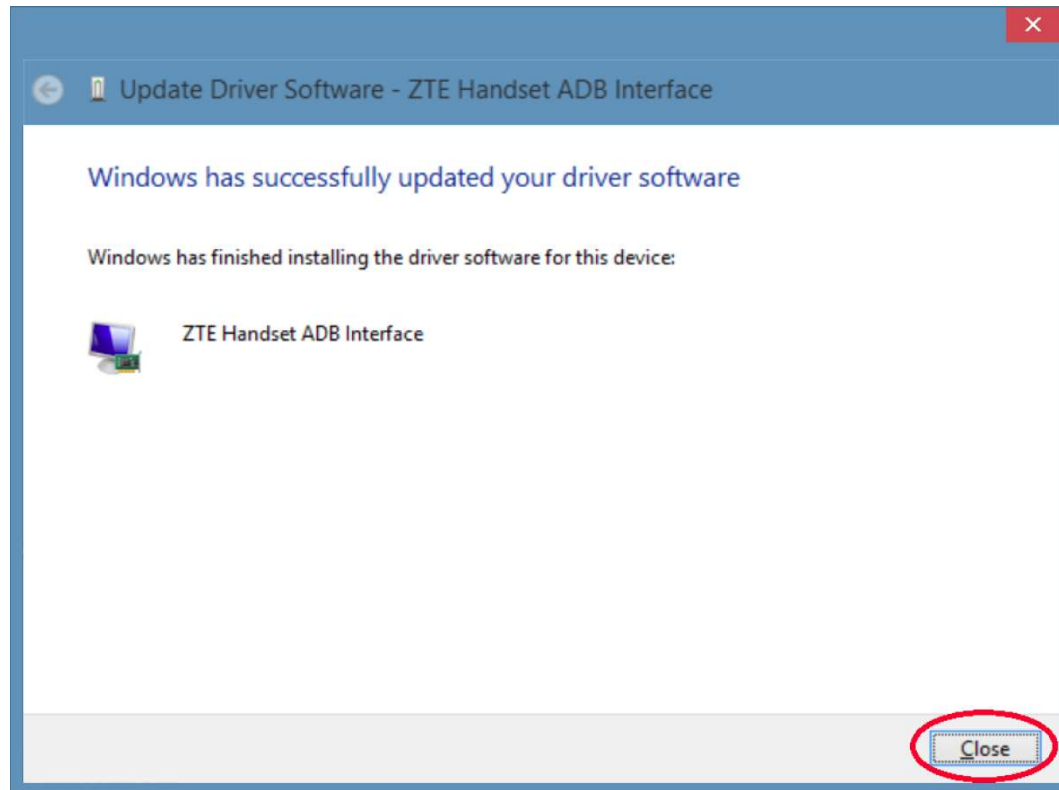 Update Driver Software - ZTE Handset ADB Interface
Windows has successfully updated your driver software
Windows has finished installing the driver software for this device:
ZTE Handset ADB Interface
Close